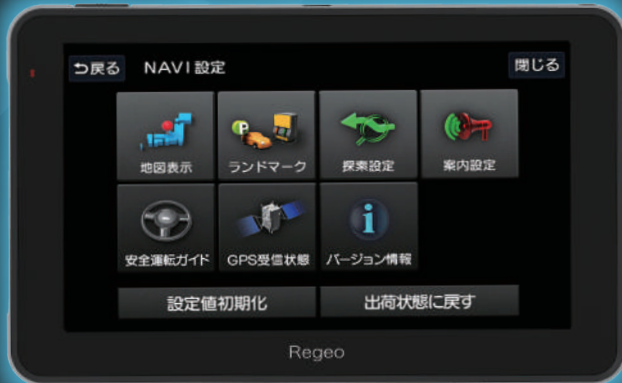 戻る NAVI設定 閉じる
P
地図表示 ランドマーク 探索設定 案内設定
i
安全運転ガイド GPS受信状態 バージョン情報
設定値初期化 出荷状態に戻す
Regeo